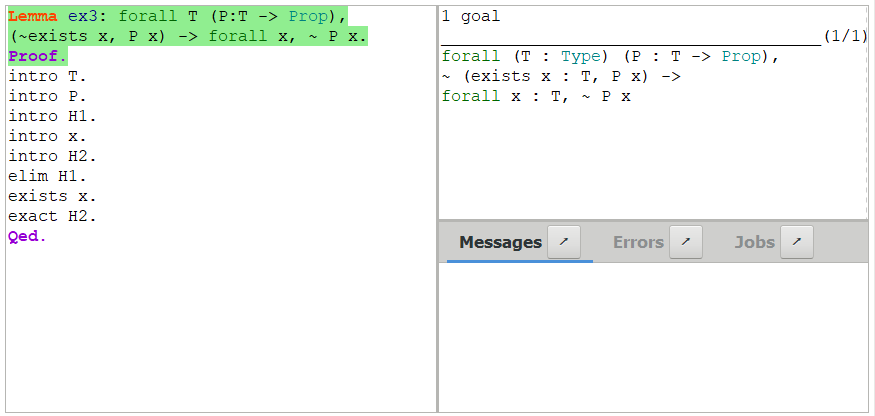 Lemma ex3: forall T (P:T -> Prop),
(~exists x, P x) -> forall x, ~ P x.
Proof.
intro T.
intro P.
intro H1.
intro x.
intro H2.
elim H1.
exists x.
exact H2.
Qed.
1 goal
(1/1)
forall (T : Type) (P : T -> Prop),
~ (exists x : T, P x) ->
forall x : T, ~ P x
Messages Errors Jobs